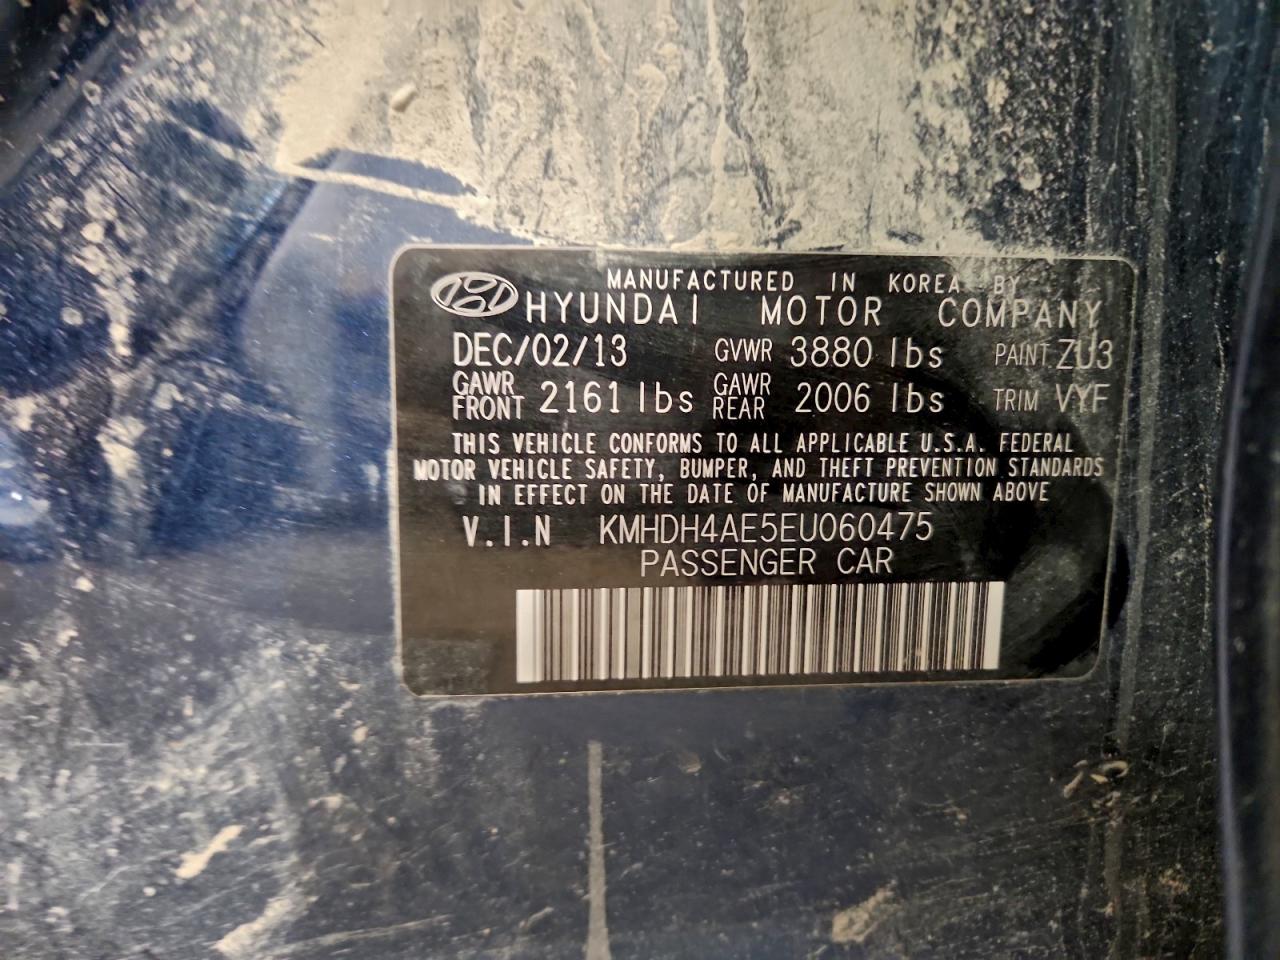 MANUFACTURED IN KOREA BY
HYUNDAI MOTOR COMPANY
DEC/02/13 GVWR 3880 lbs PAINT ZU3
GAWR FRONT 2161 lbs GAWR REAR 2006 lbs TRIM VYF
THIS VEHICLE CONFORMS TO ALL APPLICABLE U.S.A. FEDERAL
MOTOR VEHICLE SAFETY, BUMPER, AND THEFT PREVENTION STANDARDS
IN EFFECT ON THE DATE OF MANUFACTURE SHOWN ABOVE
V.I.N KMHDH4AE5EU060475
PASSENGER CAR